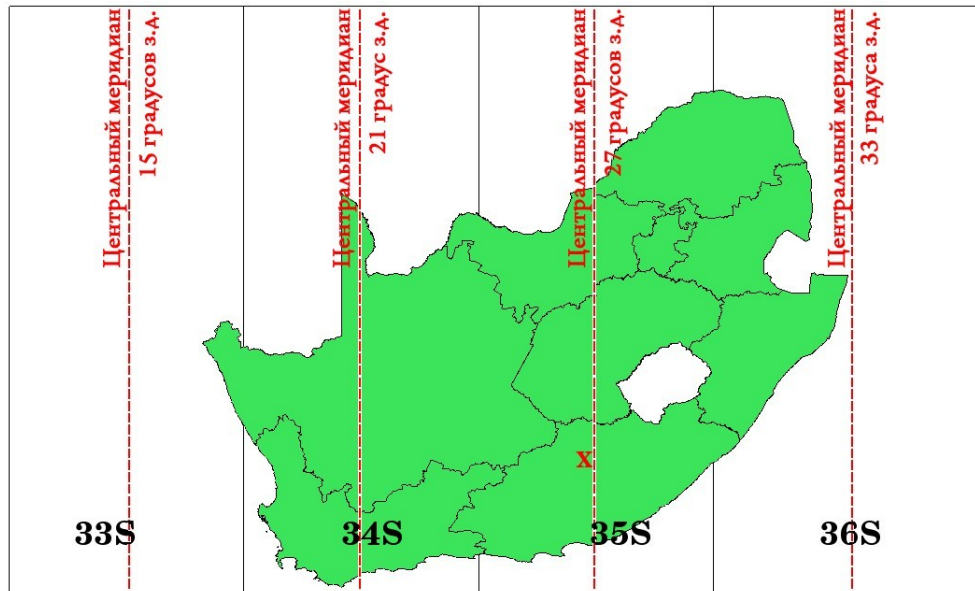 Центральный меридиан
15 градусов з.д.
Центральный меридиан
21 градус з.д.
Центральный меридиан
27 градусов з.д.
Центральный меридиан
33 градуса з.д.
x
33S
34S
35S
36S